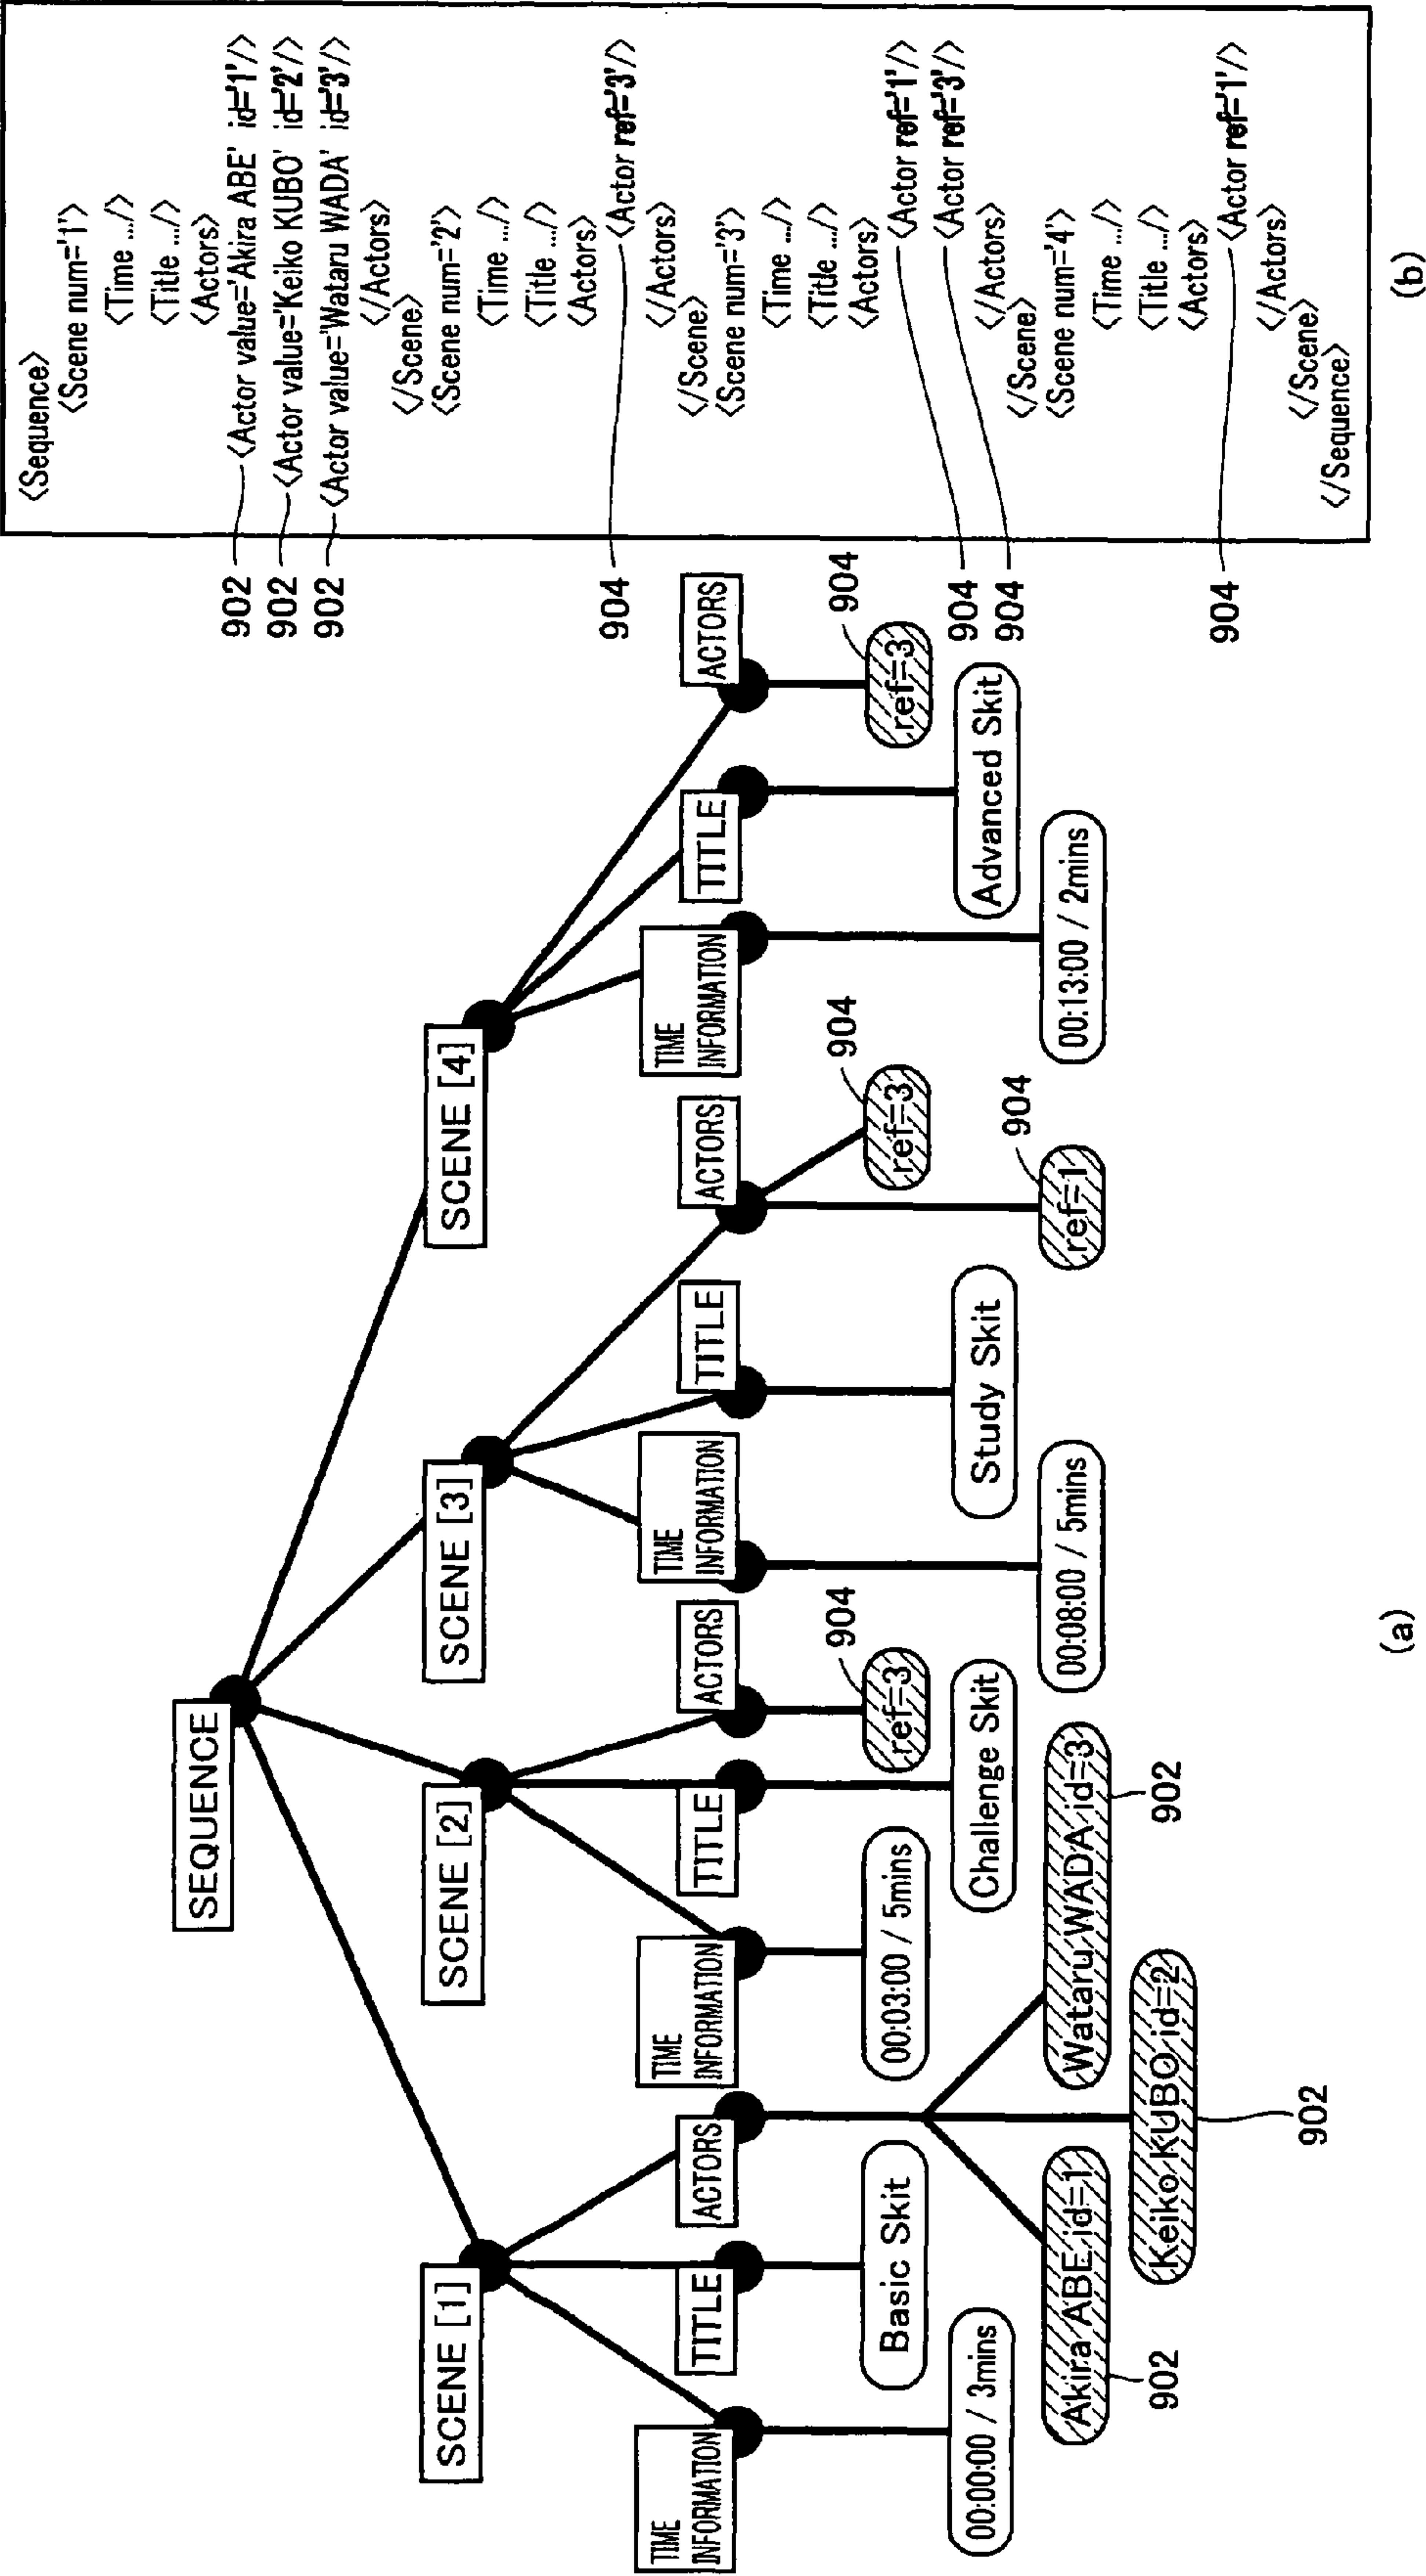 SEQUENCE
SCENE [1]
SCENE [2]
SCENE [3]
SCENE [4]
TIME
INFORMATION
TITLE
ACTORS
TIME
INFORMATION
TITLE
ACTORS
TIME
INFORMATION
TITLE
ACTORS
TIME
INFORMATION
TITLE
ACTORS
00:00:00 / 3mins
Basic Skit
Akira ABE id=1
902
Keiko KUBO id=2
902
Wataru WADA id=3
902
00:03:00 / 5mins
Challenge Skit
ref=3
904
00:08:00 / 5mins
Study Skit
ref=1
904
ref=3
904
00:13:00 / 2mins
Advanced Skit
ref=3
904
(a)
<Sequence>
<Scene num='1'>
<Time .../>
<Title .../>
<Actors>
902 <Actor value='Akira ABE' id='1'/>
902 <Actor value='Keiko KUBO' id='2'/>
902 <Actor value='Wataru WADA' id='3'/>
</Actors>
</Scene>
<Scene num='2'>
<Time .../>
<Title .../>
<Actors>
904 <Actor ref='3'/>
</Actors>
</Scene>
<Scene num='3'>
<Time .../>
<Title .../>
<Actors>
904 <Actor ref='1'/>
904 <Actor ref='3'/>
</Actors>
</Scene>
<Scene num='4'>
<Time .../>
<Title .../>
<Actors>
904 <Actor ref='1'/>
</Actors>
</Scene>
</Sequence>
(b)